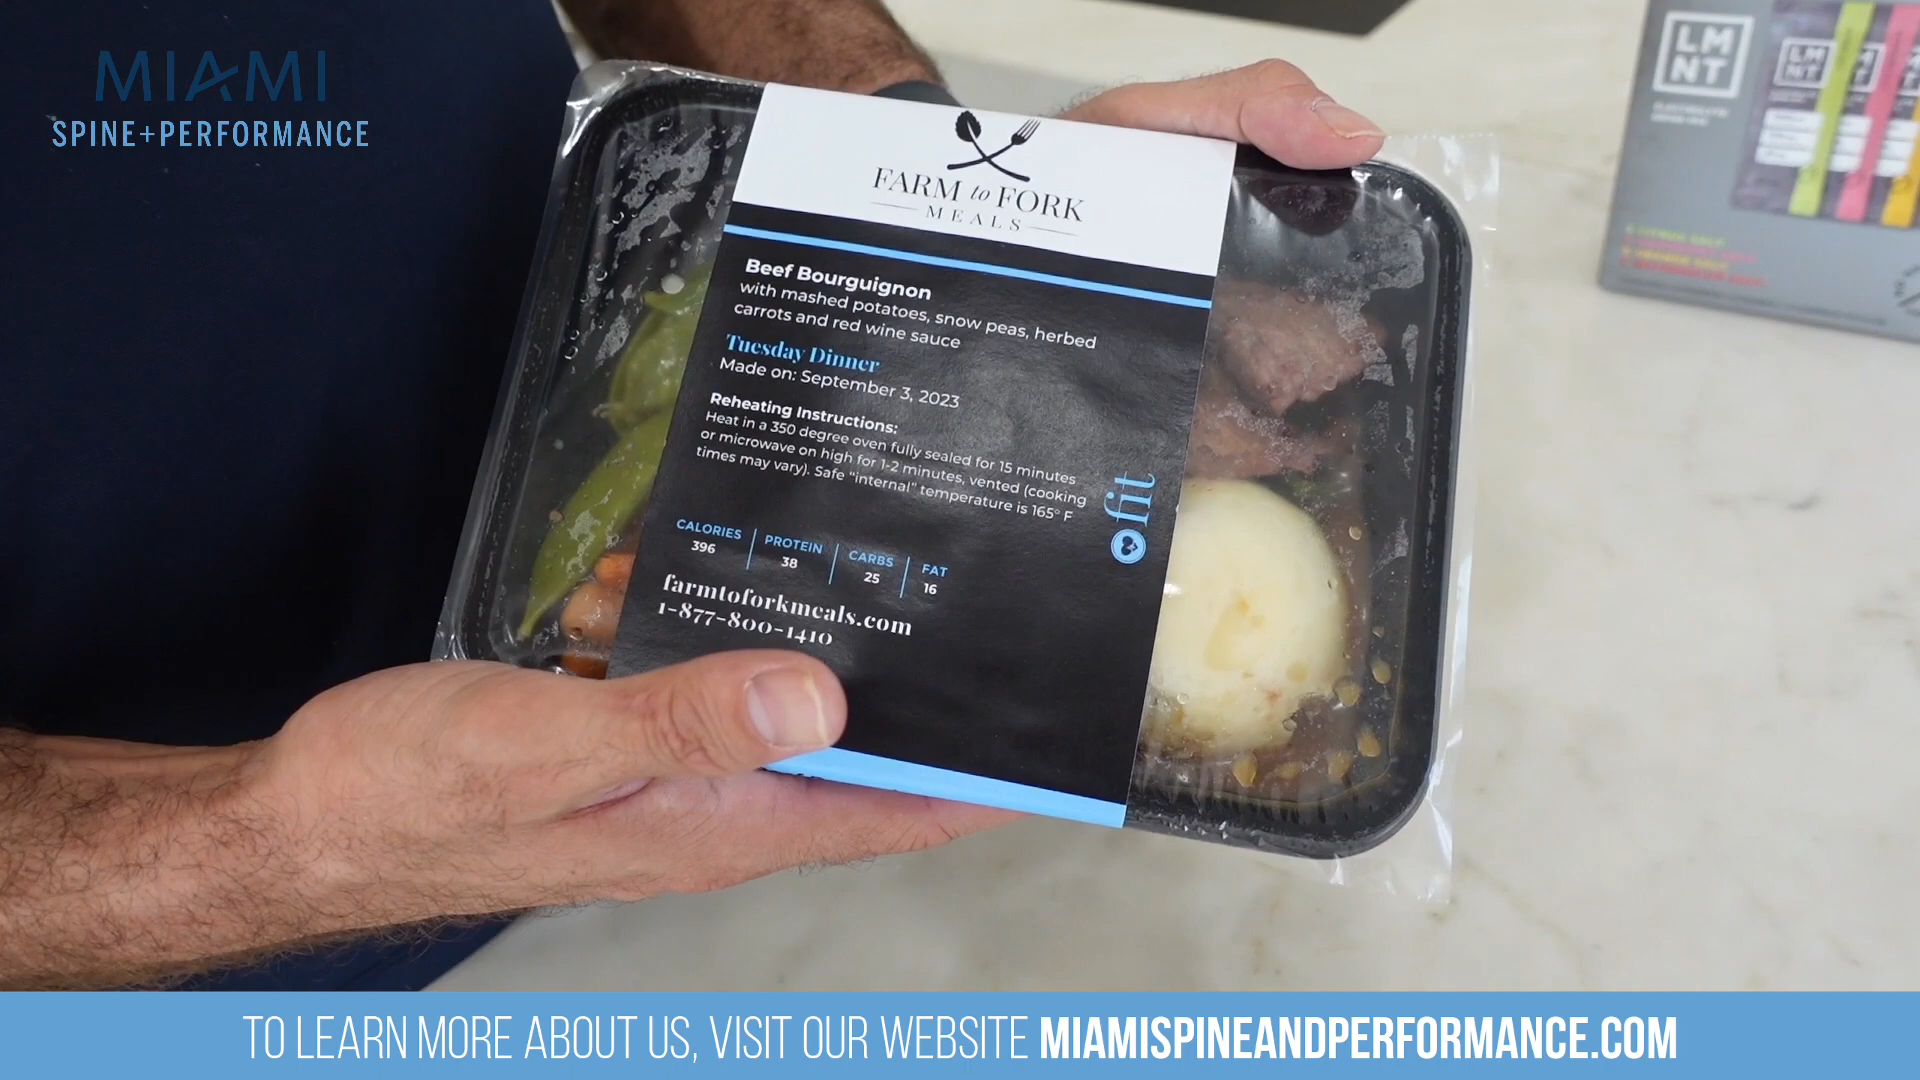 MIAMI
SPINE+PERFORMANCE
FARM to FORK
MEALS
Beef Bourguignon
with mashed potatoes, snow peas, herbed
carrots and red wine sauce
Tuesday Dinner
Made on: September 3, 2023
Reheating Instructions:
Heat in a 350 degree oven fully sealed for 15 minutes
or microwave on high for 1-2 minutes, vented (cooking
times may vary). Safe "internal" temperature is 165° F
fit
CALORIES
396
PROTEIN
38
CARBS
25
FAT
16
farmtoforkmeals.com
1-877-800-1410
LM
NT
LM
NT
TO LEARN MORE ABOUT US, VISIT OUR WEBSITE MIAMISPINEANDPERFORMANCE.COM